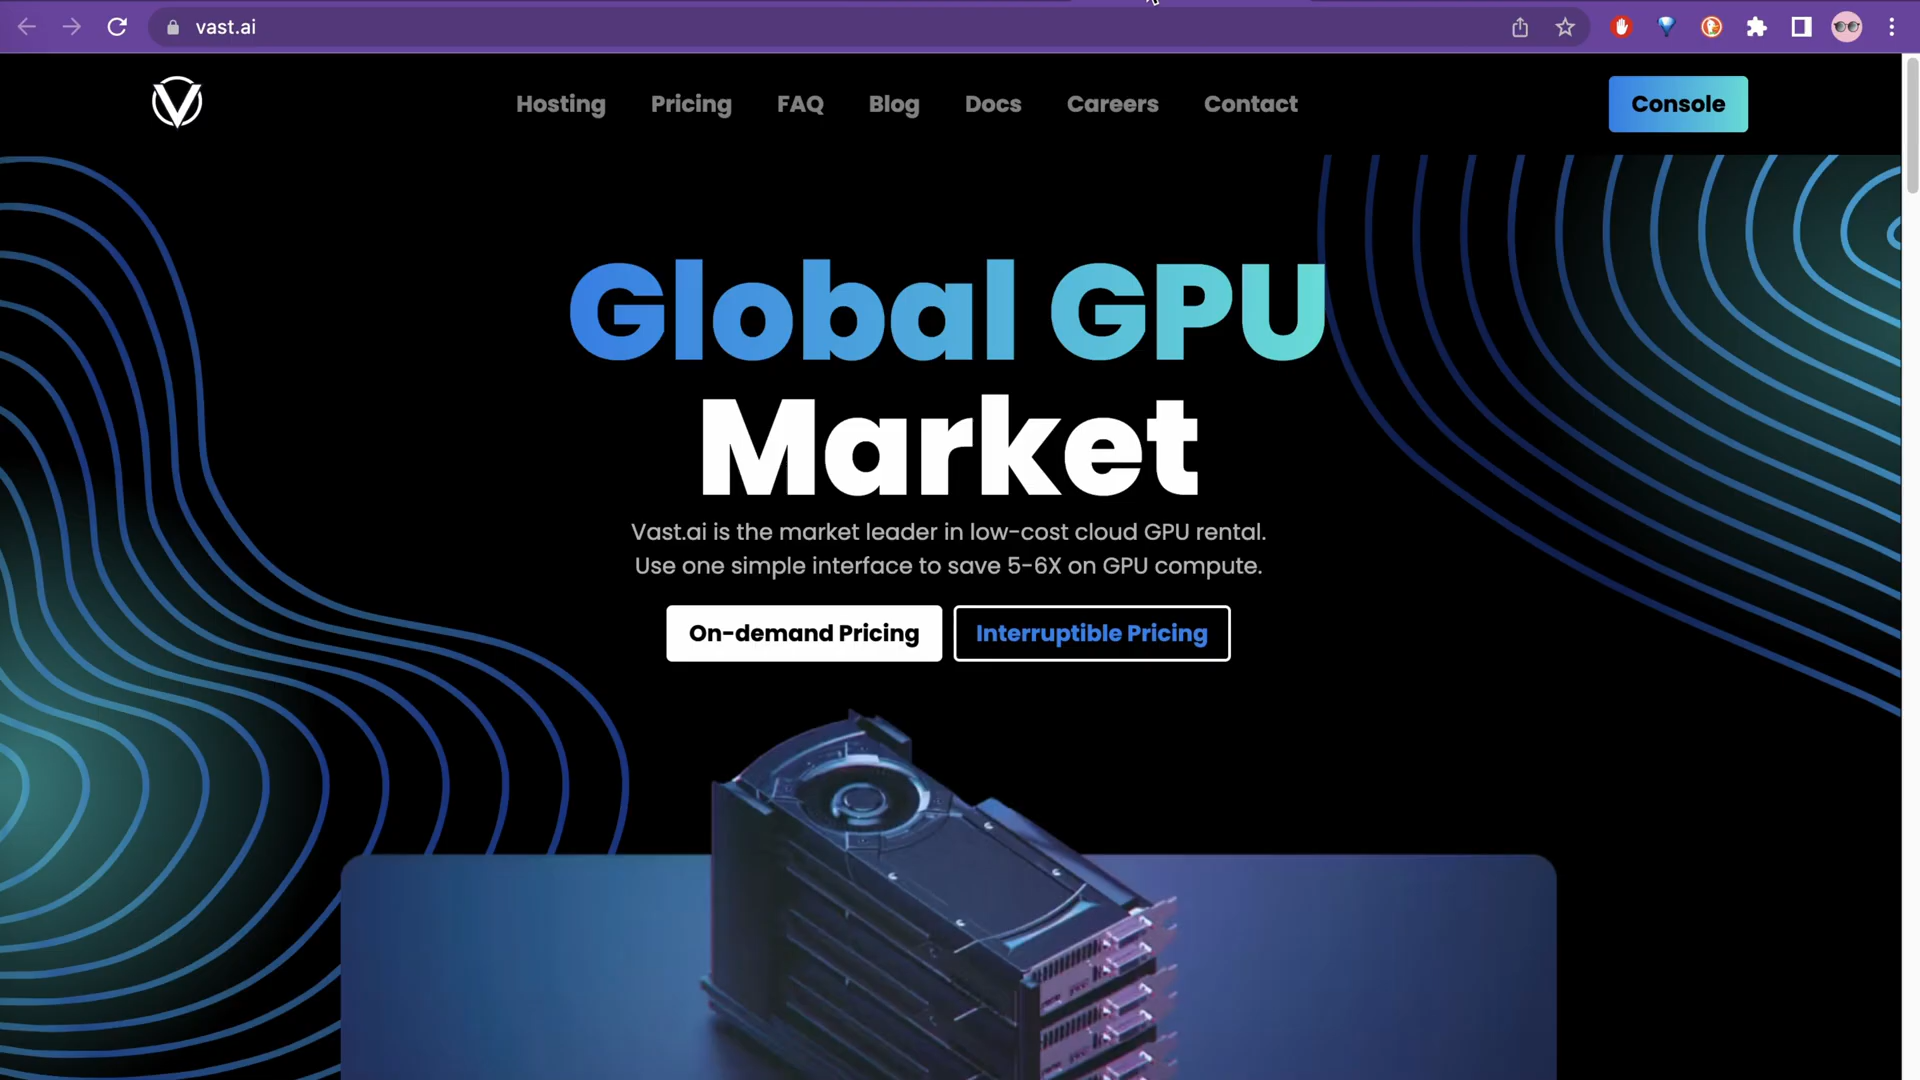 vast.ai
Hosting Pricing FAQ Blog Docs Careers Contact Console
Global GPU
Market
Vast.ai is the market leader in low-cost cloud GPU rental.
Use one simple interface to save 5-6X on GPU compute.
On-demand Pricing Interruptible Pricing